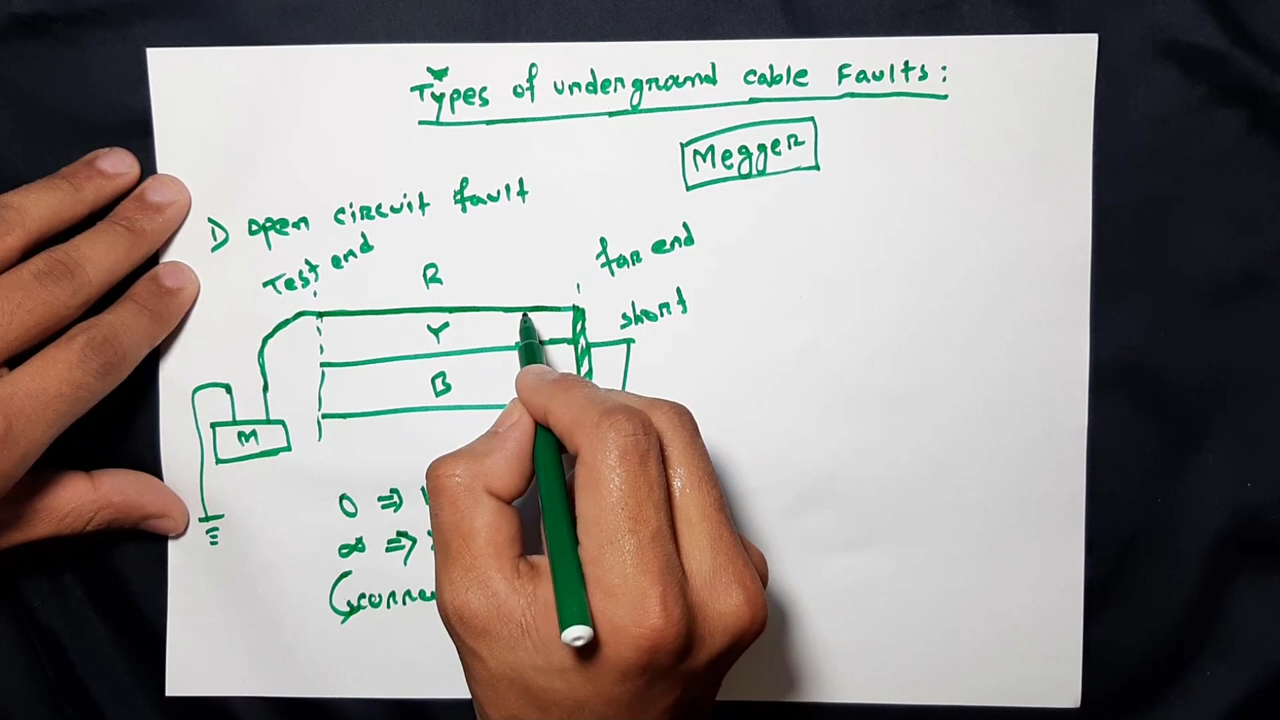 Types of underground cable Faults:
Megger
1) Open circuit fault
Test end
far end
R
short
Y
B
M
0 ⇒
∞ ⇒